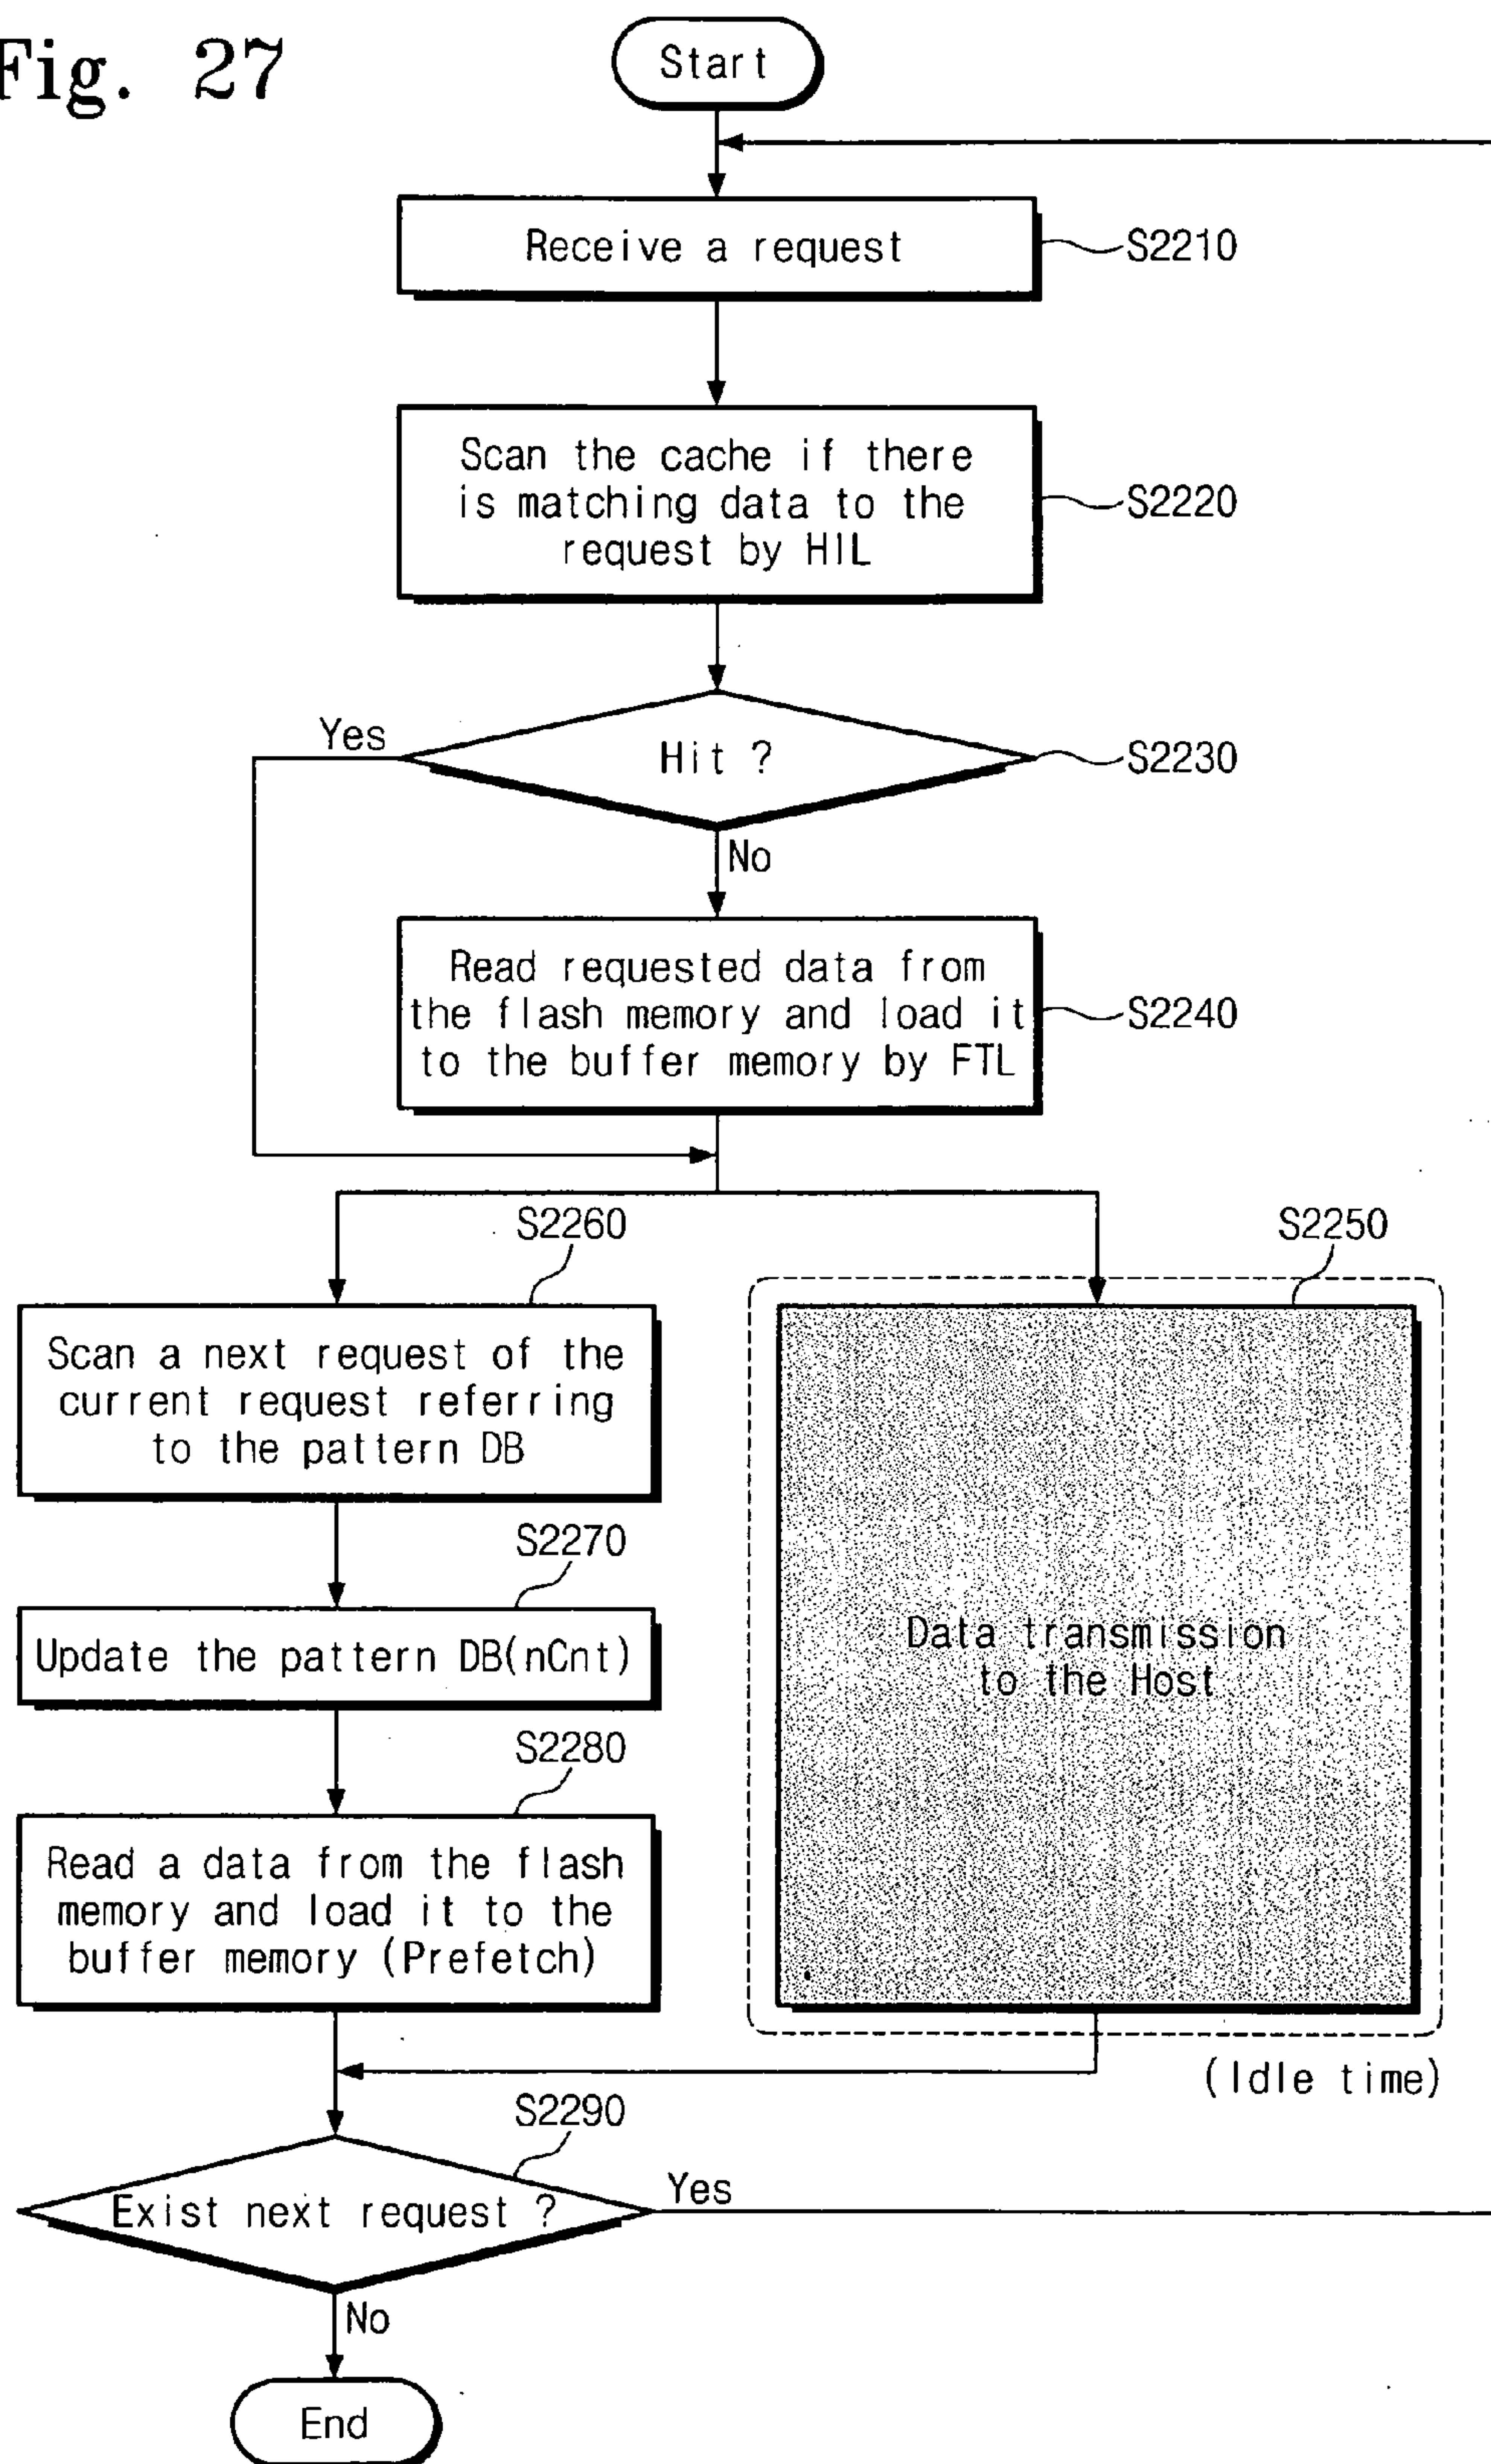 Fig. 27
Start
Receive a request
S2210
Scan the cache if there
is matching data to the
request by HIL
S2220
Yes
Hit ?
S2230
No
Read requested data from
the flash memory and load it
to the buffer memory by FTL
S2240
S2260
S2250
Scan a next request of the
current request referring
to the pattern DB
S2270
Update the pattern DB(nCnt)
Data transmission
to the Host
S2280
Read a data from the flash
memory and load it to the
buffer memory (Prefetch)
(Idle time)
S2290
Exist next request ?
Yes
No
End